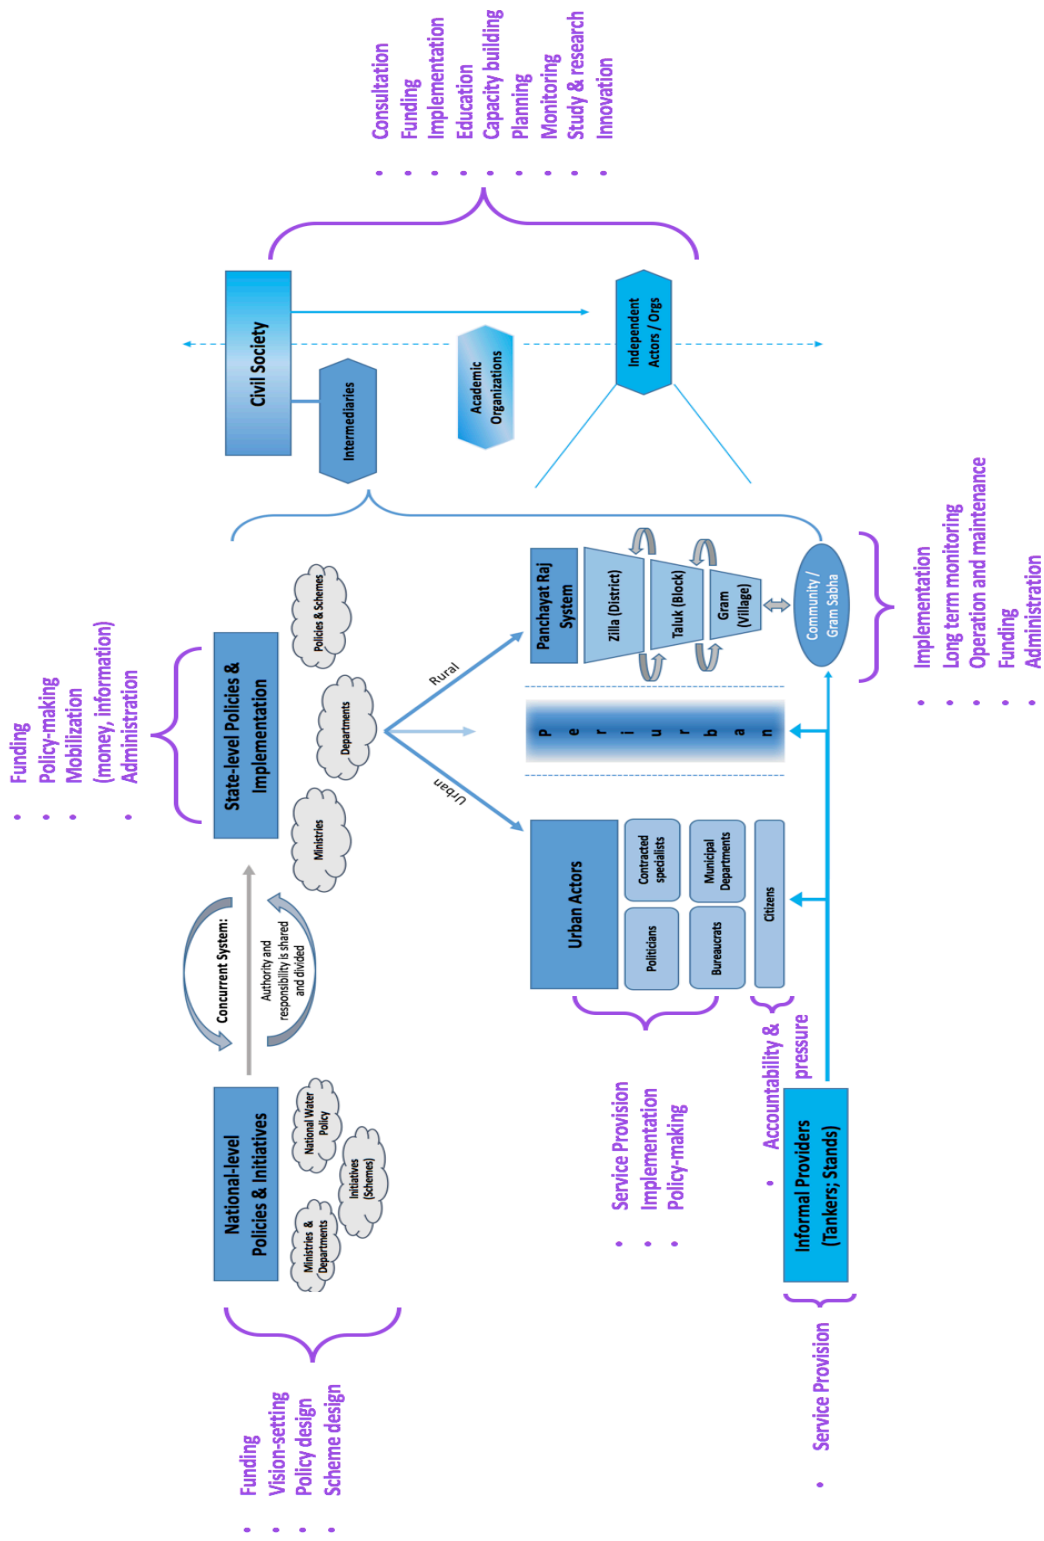 • Funding
• Policy-making
• Mobilization
(money, information)
• Administration
• Funding
• Vision-setting
• Policy design
• Scheme design
National-level
Policies & Initiatives
Ministries &
Departments
National Water
Policy
Initiatives
(Schemes)
Concurrent System:
Authority and
responsibility is shared
and divided
State-level Policies &
Implementation
Ministries
Departments
Policies & Schemes
Civil Society
Intermediaries
Academic
Organizations
Independent
Actors / Orgs
• Consultation
• Funding
• Implementation
• Education
• Capacity building
• Planning
• Monitoring
• Study & research
• Innovation
Urban
Rural
• Service Provision
• Implementation
• Policy-making
Urban Actors
Politicians
Contracted
specialists
Bureaucrats
Municipal
Departments
Citizens
• Accountability &
pressure
P
e
r
i
u
r
b
a
n
Panchayat Raj
System
Zilla (District)
Taluk (Block)
Gram
(Village)
Community /
Gram Sabha
• Service Provision
Informal Providers
(Tankers; Stands)
• Implementation
• Long term monitoring
• Operation and maintenance
• Funding
• Administration